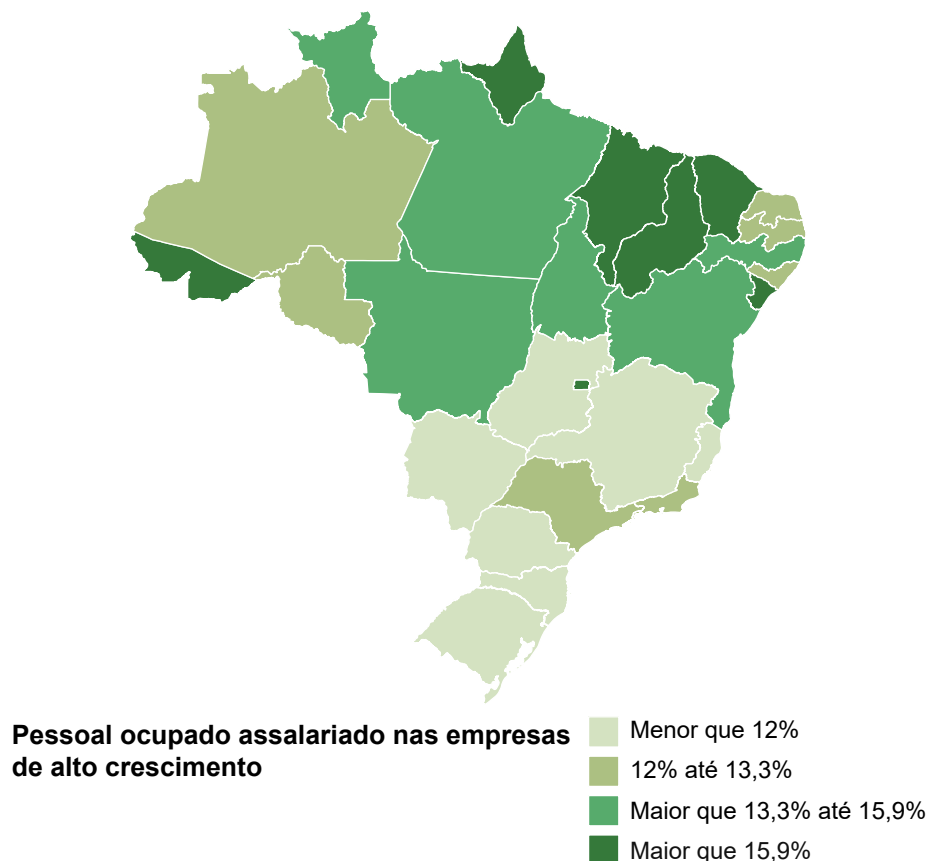 Pessoal ocupado assalariado nas empresas
de alto crescimento
Menor que 12%
12% até 13,3%
Maior que 13,3% até 15,9%
Maior que 15,9%